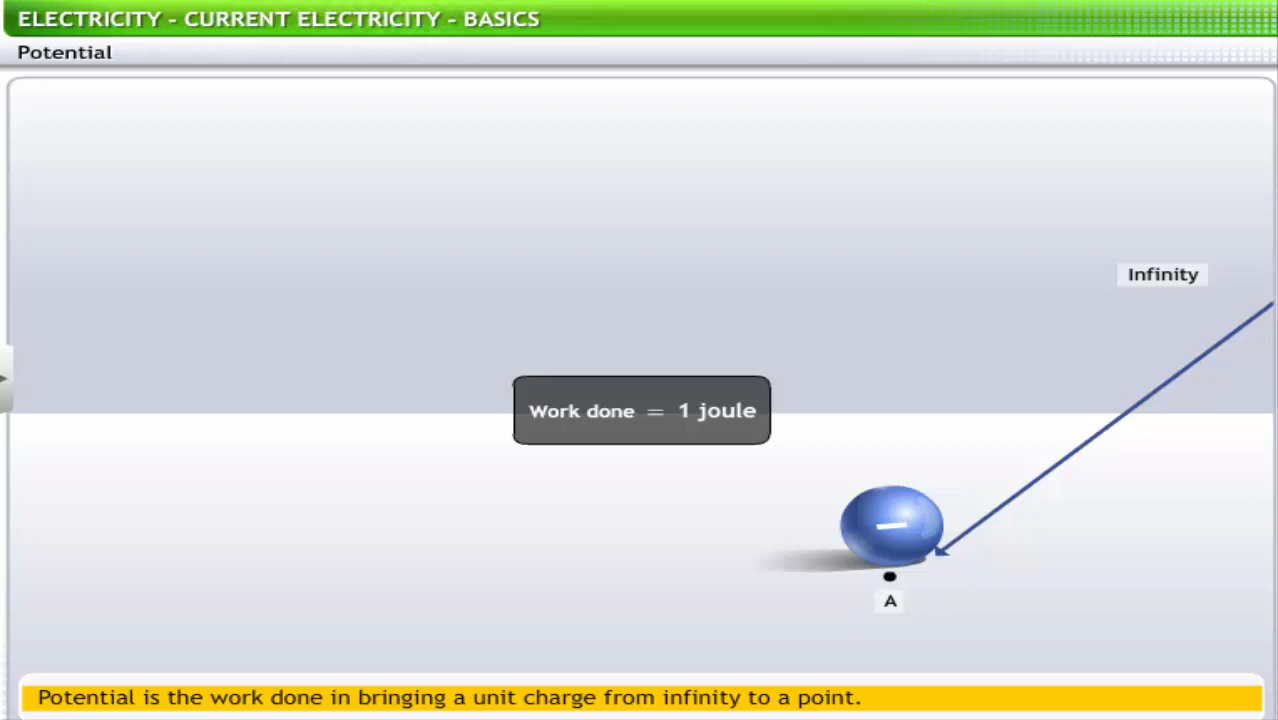 ELECTRICITY - CURRENT ELECTRICITY - BASICS
Potential
Infinity
Work done = 1 joule
A
Potential is the work done in bringing a unit charge from infinity to a point.